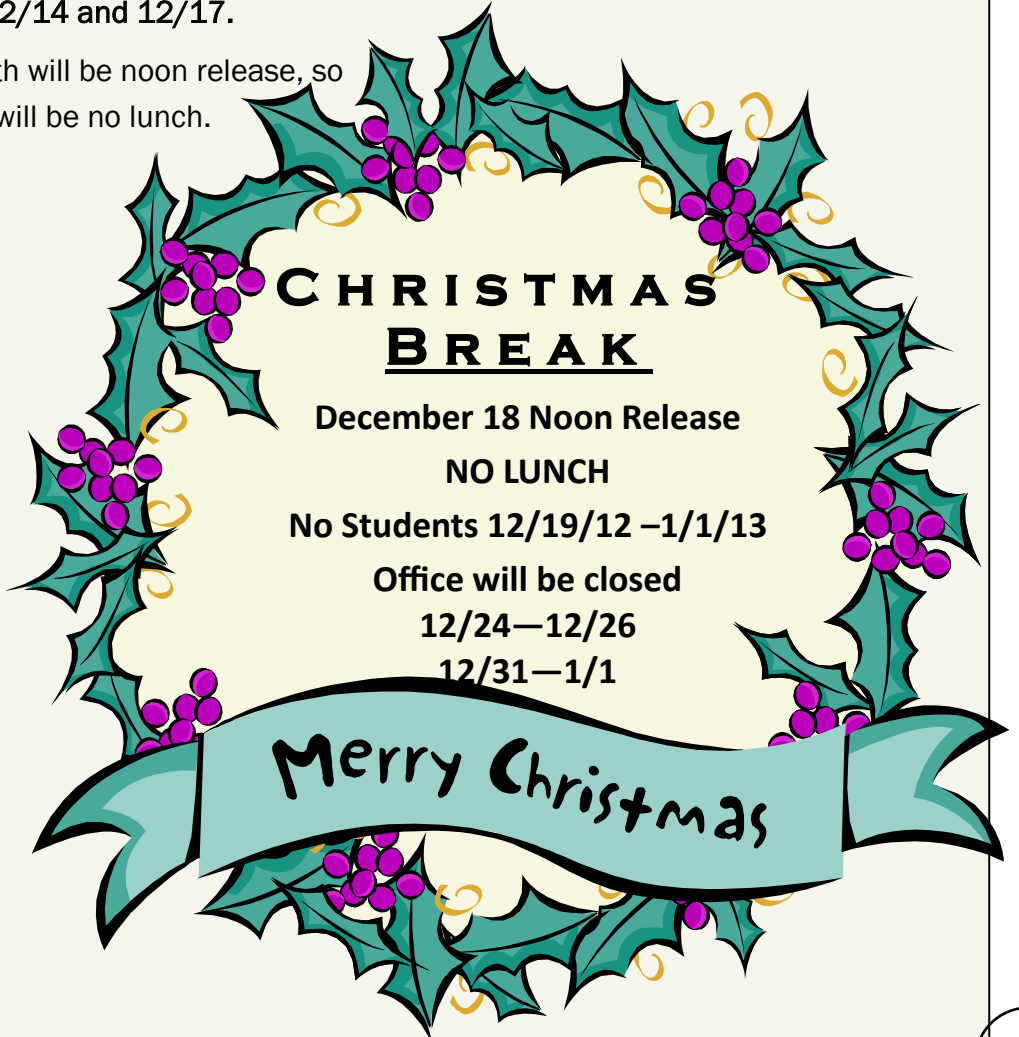 2/14 and 12/17.
th will be noon release, so
will be no lunch.
CHRISTMAS
BREAK
December 18 Noon Release
NO LUNCH
No Students 12/19/12 –1/1/13
Office will be closed
12/24—12/26
12/31—1/1
Merry Christmas